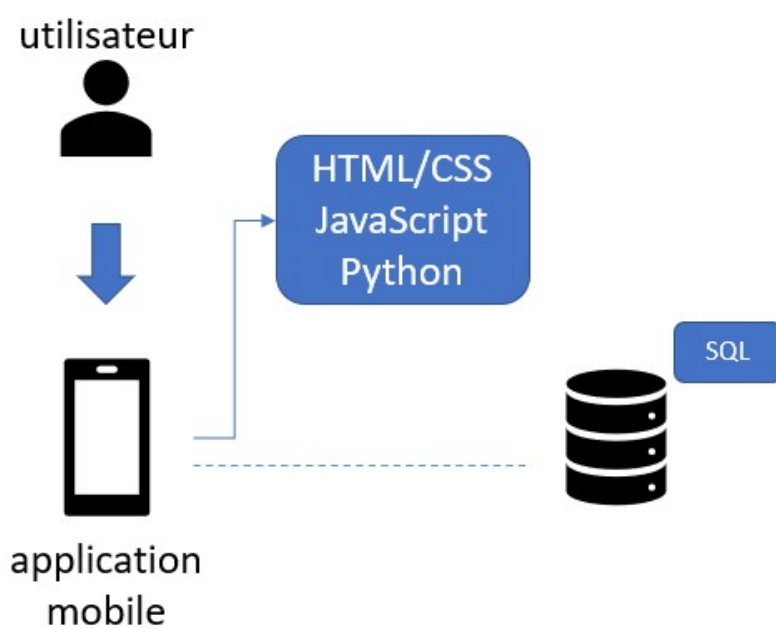 utilisateur
HTML/CSS
JavaScript
Python
SQL
application
mobile